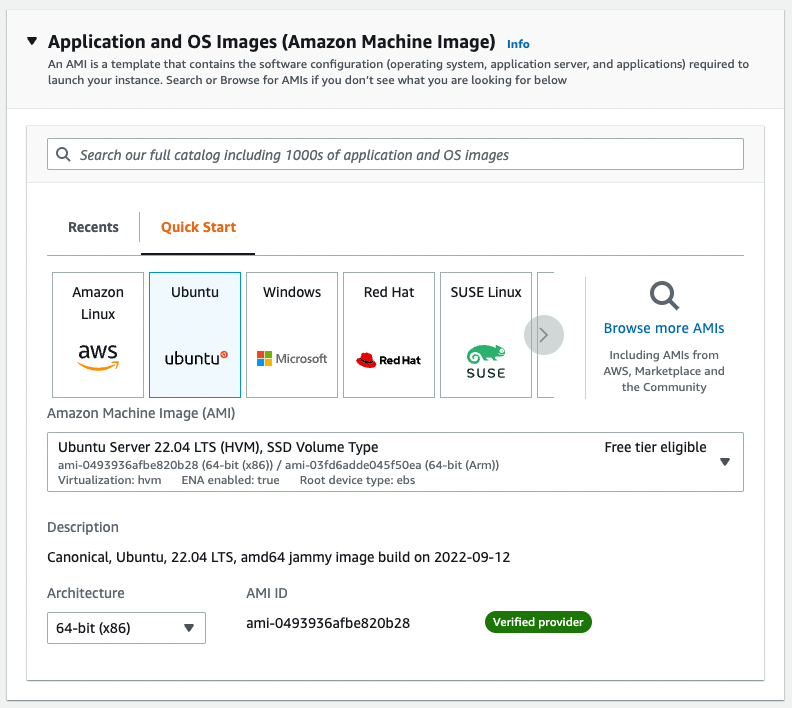 Application and OS Images (Amazon Machine Image) Info
An AMI is a template that contains the software configuration (operating system, application server, and applications) required to
launch your instance. Search or Browse for AMIs if you don't see what you are looking for below
Search our full catalog including 1000s of application and OS images
Recents
Quick Start
Amazon
Linux
aws
Ubuntu
ubuntu
Windows
Microsoft
Red Hat
Red Hat
SUSE Linux
SUSE
Browse more AMIs
Including AMIs from
AWS, Marketplace and
the Community
Amazon Machine Image (AMI)
Ubuntu Server 22.04 LTS (HVM), SSD Volume Type
Free tier eligible
ami-0493936afbe820b28 (64-bit (x86)) / ami-03fd6adde045f50ea (64-bit (Arm))
Virtualization: hvm ENA enabled: true Root device type: ebs
Description
Canonical, Ubuntu, 22.04 LTS, amd64 jammy image build on 2022-09-12
Architecture
64-bit (x86)
AMI ID
ami-0493936afbe820b28
Verified provider